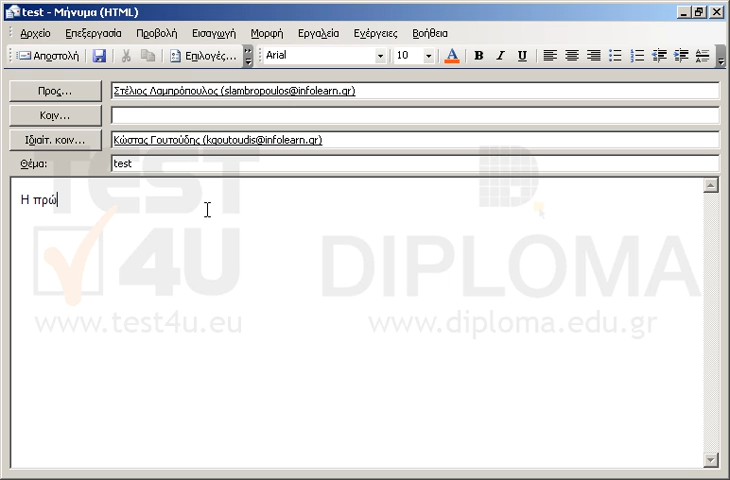 test - Μήνυμα (HTML)
Αρχείο Επεξεργασία Προβολή Εισαγωγή Μορφή Εργαλεία Ενέργειες Βοήθεια
Αποστολή Επιλογές... Arial 10 A B I U
Προς... Στέλιος Λαμπρόπουλος (slambropoulos@infolearn.gr)
Κοιν...
Ιδιαίτ. κοιν... Κώστας Γουτούδης (kgoutoudis@infolearn.gr)
Θέμα: test
Η πρώ
TEST
4U DIPLOMA
www.test4u.eu www.diploma.edu.gr